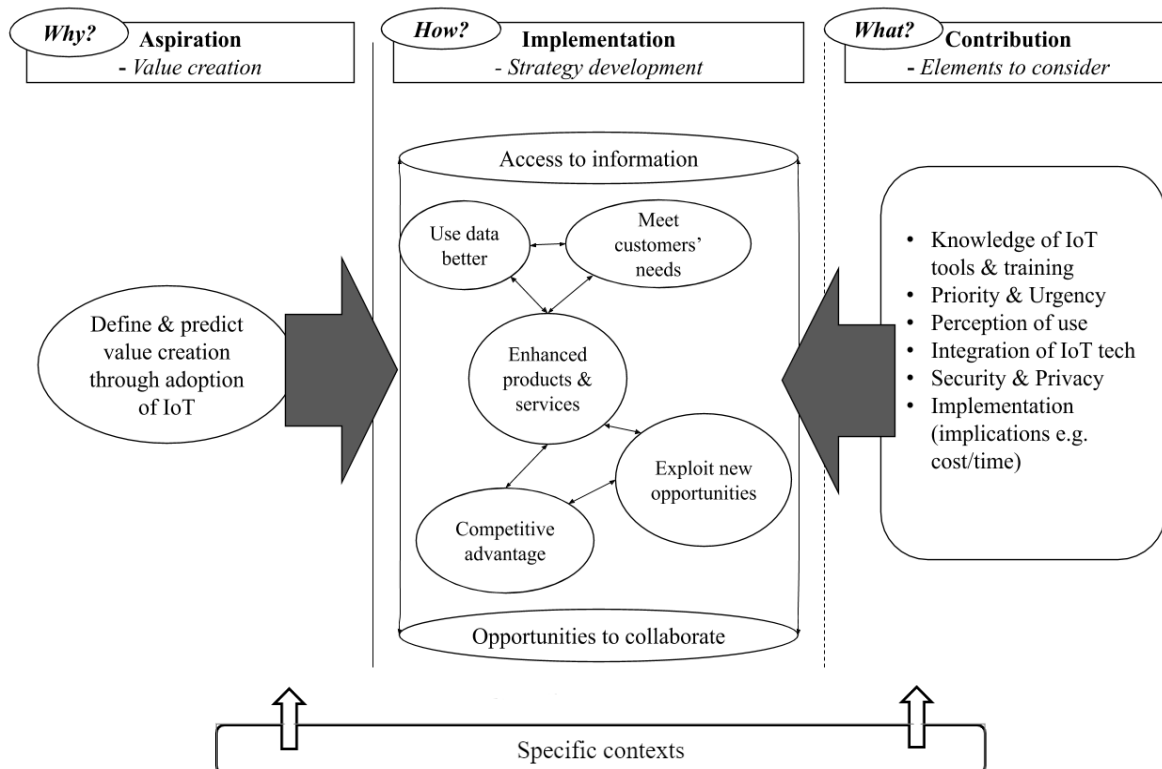 Why?
Aspiration
- Value creation
How?
Implementation
- Strategy development
What?
Contribution
- Elements to consider
Define & predict
value creation
through adoption
of IoT
Access to information
Use data
better
Meet
customers’
needs
Enhanced
products &
services
Exploit new
opportunities
Competitive
advantage
Opportunities to collaborate
• Knowledge of IoT
tools & training
• Priority & Urgency
• Perception of use
• Integration of IoT tech
• Security & Privacy
• Implementation
(implications e.g.
cost/time)
Specific contexts